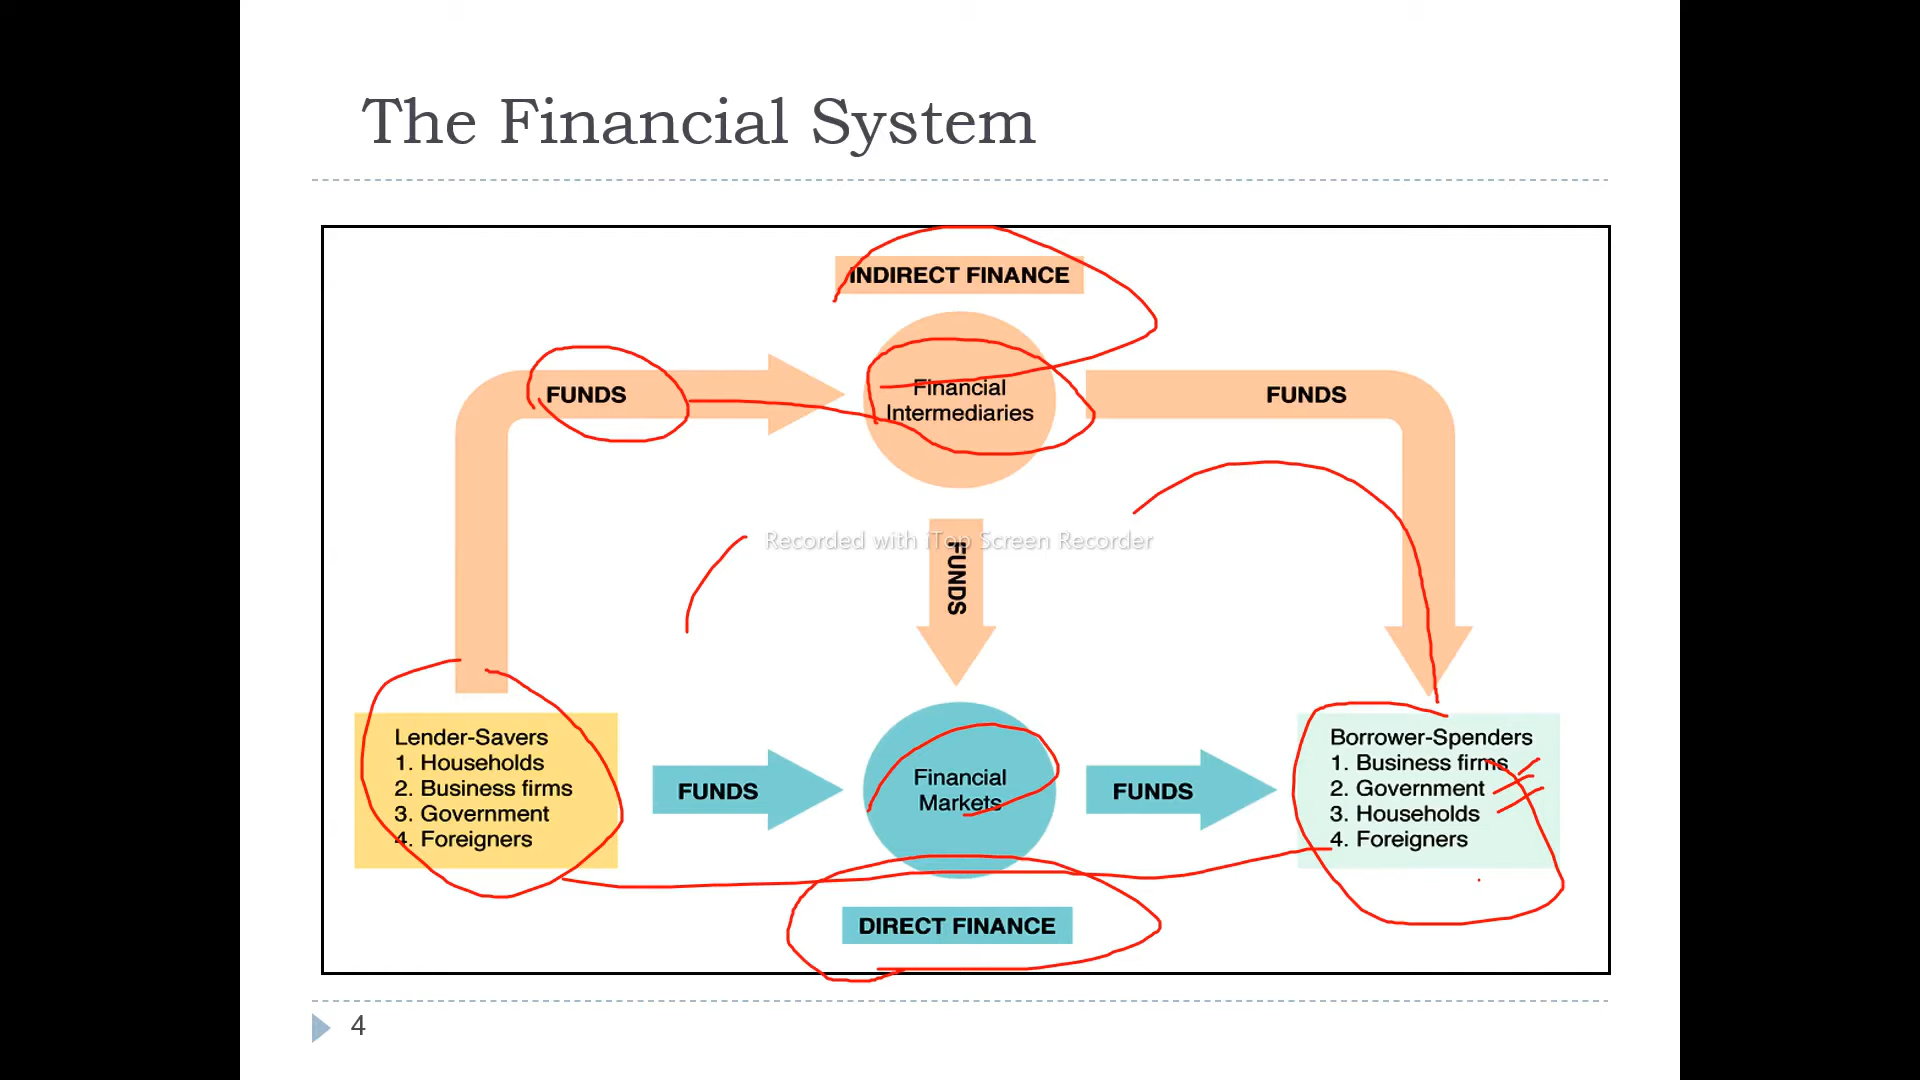 The Financial System
INDIRECT FINANCE
FUNDS
Financial
Intermediaries
FUNDS
Recorded with iTop Screen Recorder
FUNDS
Lender-Savers
1. Households
2. Business firms
3. Government
4. Foreigners
FUNDS
Financial
Markets
FUNDS
Borrower-Spenders
1. Business firms
2. Government
3. Households
4. Foreigners
DIRECT FINANCE
4